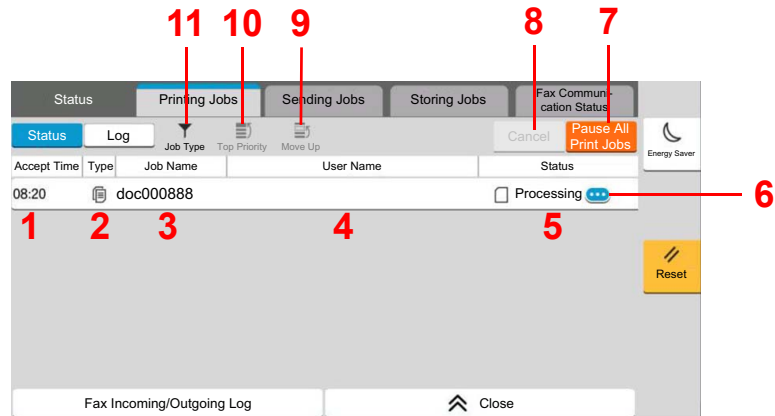 11 10 9 8 7
Status Printing Jobs Sending Jobs Storing Jobs Fax Communi-
cation Status
Status Log Job Type Top Priority Move Up Cancel Pause All
Print Jobs
Energy Saver
Accept Time Type Job Name User Name Status
08:20 doc000888 Processing
6
1 2 3 4 5
Reset
Fax Incoming/Outgoing Log Close